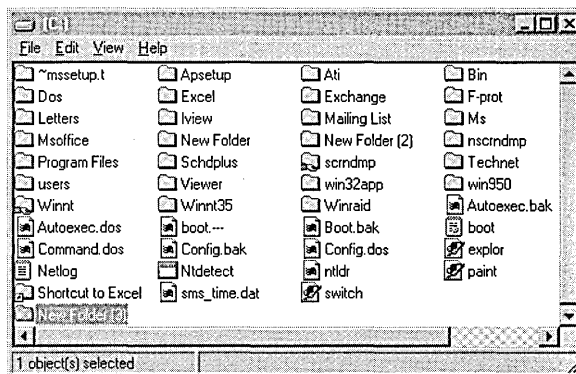 (C:)
File Edit View Help
~mssetup.t Apsetup Ati Bin
Dos Excel Exchange F-prot
Letters Iview Mailing List Ms
Msoffice New Folder New Folder (2) nscrndmp
Program Files Schdplus scrndmp Technet
users Viewer win32app win950
Winnt Winnt35 Winraid Autoexec.bak
Autoexec.dos boot.--- Boot.bak boot
Command.dos Config.bak Config.dos explor
Netlog Ntdetect ntldr paint
Shortcut to Excel sms_time.dat switch
New Folder (3)
1 object(s) selected